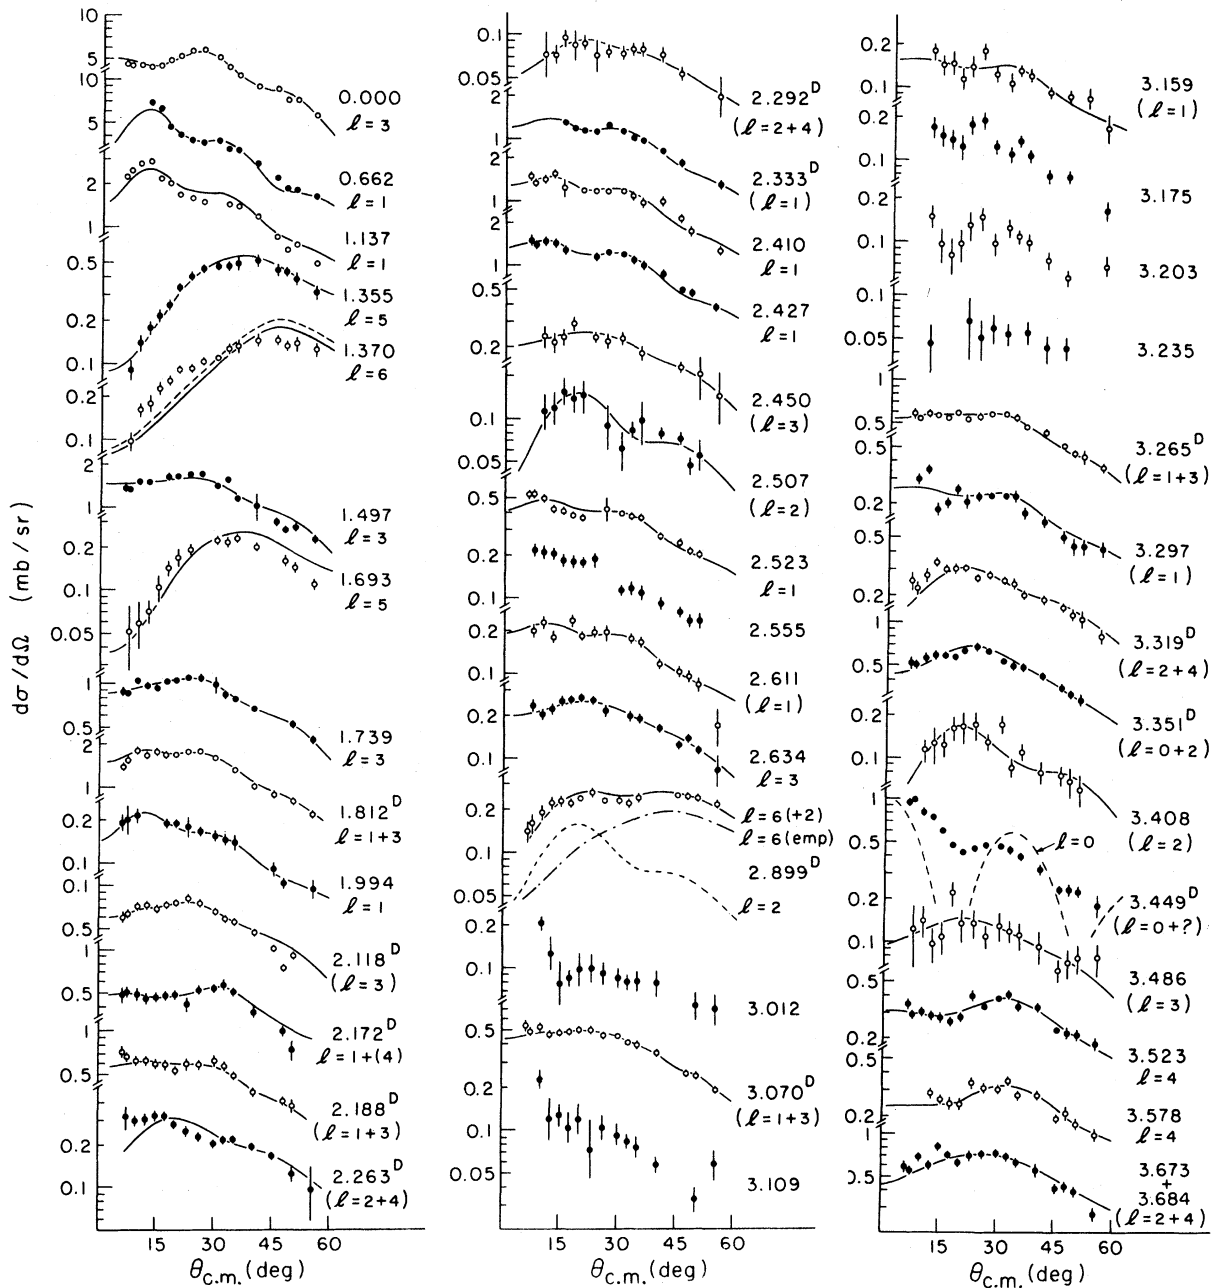 dσ/dΩ (mb/sr)
10
5
0.000
ℓ=3
10
5
0.662
ℓ=1
2
1
1.137
ℓ=1
0.5
0.2
1.355
ℓ=5
0.1
1.370
ℓ=6
0.2
0.1
2
1
1.497
ℓ=3
0.2
0.1
0.05
1.693
ℓ=5
1
0.5
1.739
ℓ=3
2
1
1.812ᴰ
ℓ=1+3
0.2
0.1
1.994
ℓ=1
0.1
0.5
2.118ᴰ
(ℓ=3)
1
0.5
2.172ᴰ
ℓ=1+(4)
1
0.5
2.188ᴰ
(ℓ=1+3)
0.2
0.1
2.263ᴰ
(ℓ=2+4)
15 30 45 60
θc.m. (deg)
0.1
0.05
2.292ᴰ
(ℓ=2+4)
2
1
2.333ᴰ
(ℓ=1)
2
1
2.410
ℓ=1
2
1
2.427
ℓ=1
0.5
0.2
2.450
(ℓ=3)
0.1
0.05
2.507
(ℓ=2)
0.5
2.523
ℓ=1
0.1
2.555
0.2
0.1
2.611
(ℓ=1)
0.2
2.634
ℓ=3
0.2
0.1
0.05
ℓ=6(+2)
ℓ=6(emp)
2.899ᴰ
ℓ=2
0.2
0.1
3.012
0.5
3.070ᴰ
(ℓ=1+3)
0.1
0.05
3.109
15 30 45 60
θc.m. (deg)
0.2
3.159
(ℓ=1)
0.2
0.1
3.175
0.2
0.1
3.203
0.1
0.05
3.235
1
0.5
3.265ᴰ
(ℓ=1+3)
0.5
0.2
3.297
(ℓ=1)
0.2
3.319ᴰ
(ℓ=2+4)
1
0.5
3.351ᴰ
(ℓ=0+2)
0.2
0.1
3.408
(ℓ=2)
1
0.5
ℓ=0
3.449ᴰ
(ℓ=0+?)
0.1
3.486
(ℓ=3)
0.5
0.2
3.523
ℓ=4
0.5
0.2
3.578
ℓ=4
1
0.5
3.673
+
3.684
(ℓ=2+4)
15 30 45 60
θc.m. (deg)